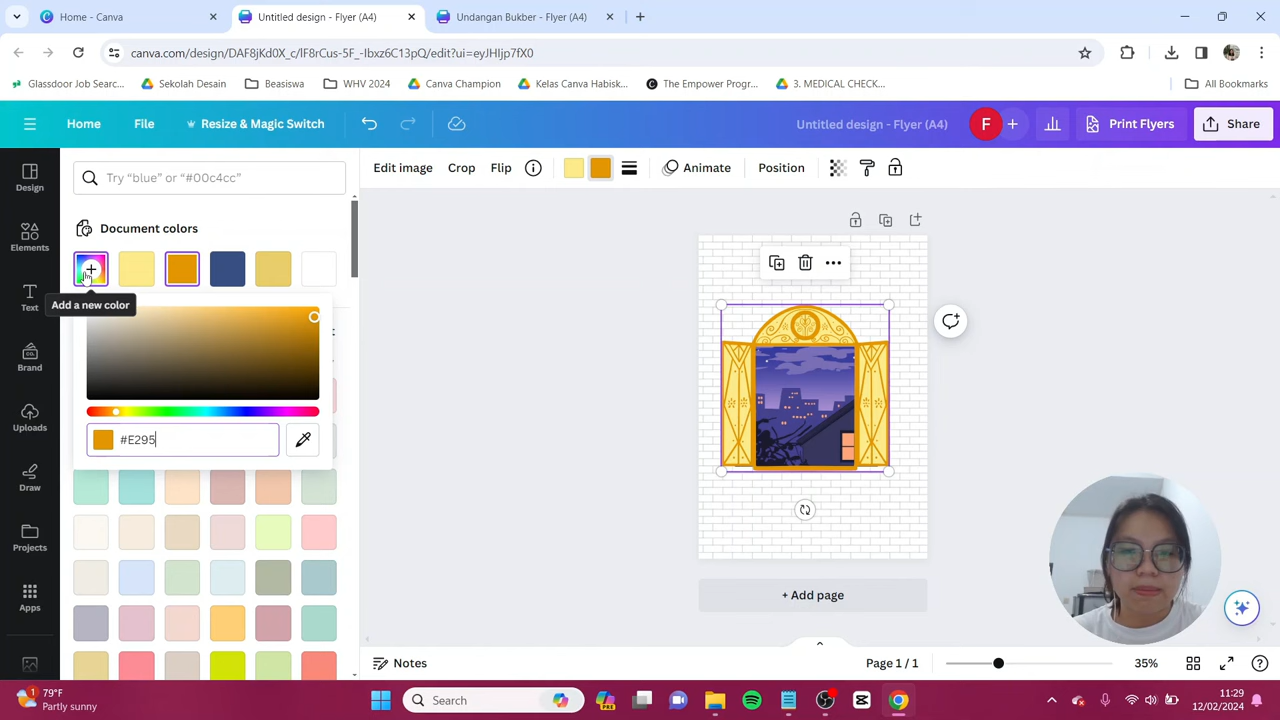 Home - Canva
Untitled design - Flyer (A4)
Undangan Bukber - Flyer (A4)
canva.com/design/DAF8jKd0X_c/lF8rCus-5F_-Ibxz6C13pQ/edit?ui=eyJHIjp7fX0
Glassdoor Job Searc...
Sekolah Desain
Beasiswa
WHV 2024
Canva Champion
Kelas Canva Habisk...
The Empower Progr...
3. MEDICAL CHECK...
All Bookmarks
Home
File
Resize & Magic Switch
Untitled design - Flyer (A4)
F
Print Flyers
Share
Design
Elements
Text
Brand
Uploads
Draw
Projects
Apps
Try “blue” or “#00c4cc”
Document colors
Add a new color
#E295
Edit image
Crop
Flip
Animate
Position
+ Add page
Notes
Page 1 / 1
35%
1
79°F
Partly sunny
Search
11:29
12/02/2024